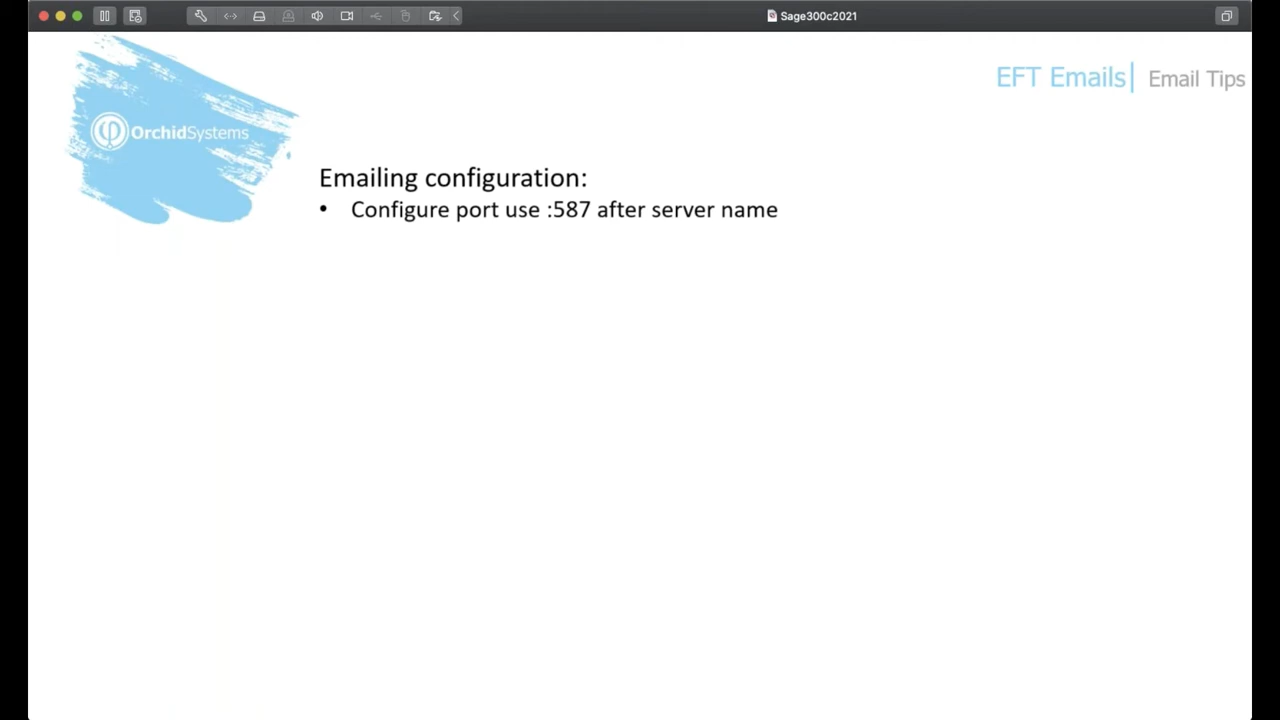 Sage300c2021
EFT Emails| Email Tips
OrchidSystems
Emailing configuration:
• Configure port use :587 after server name